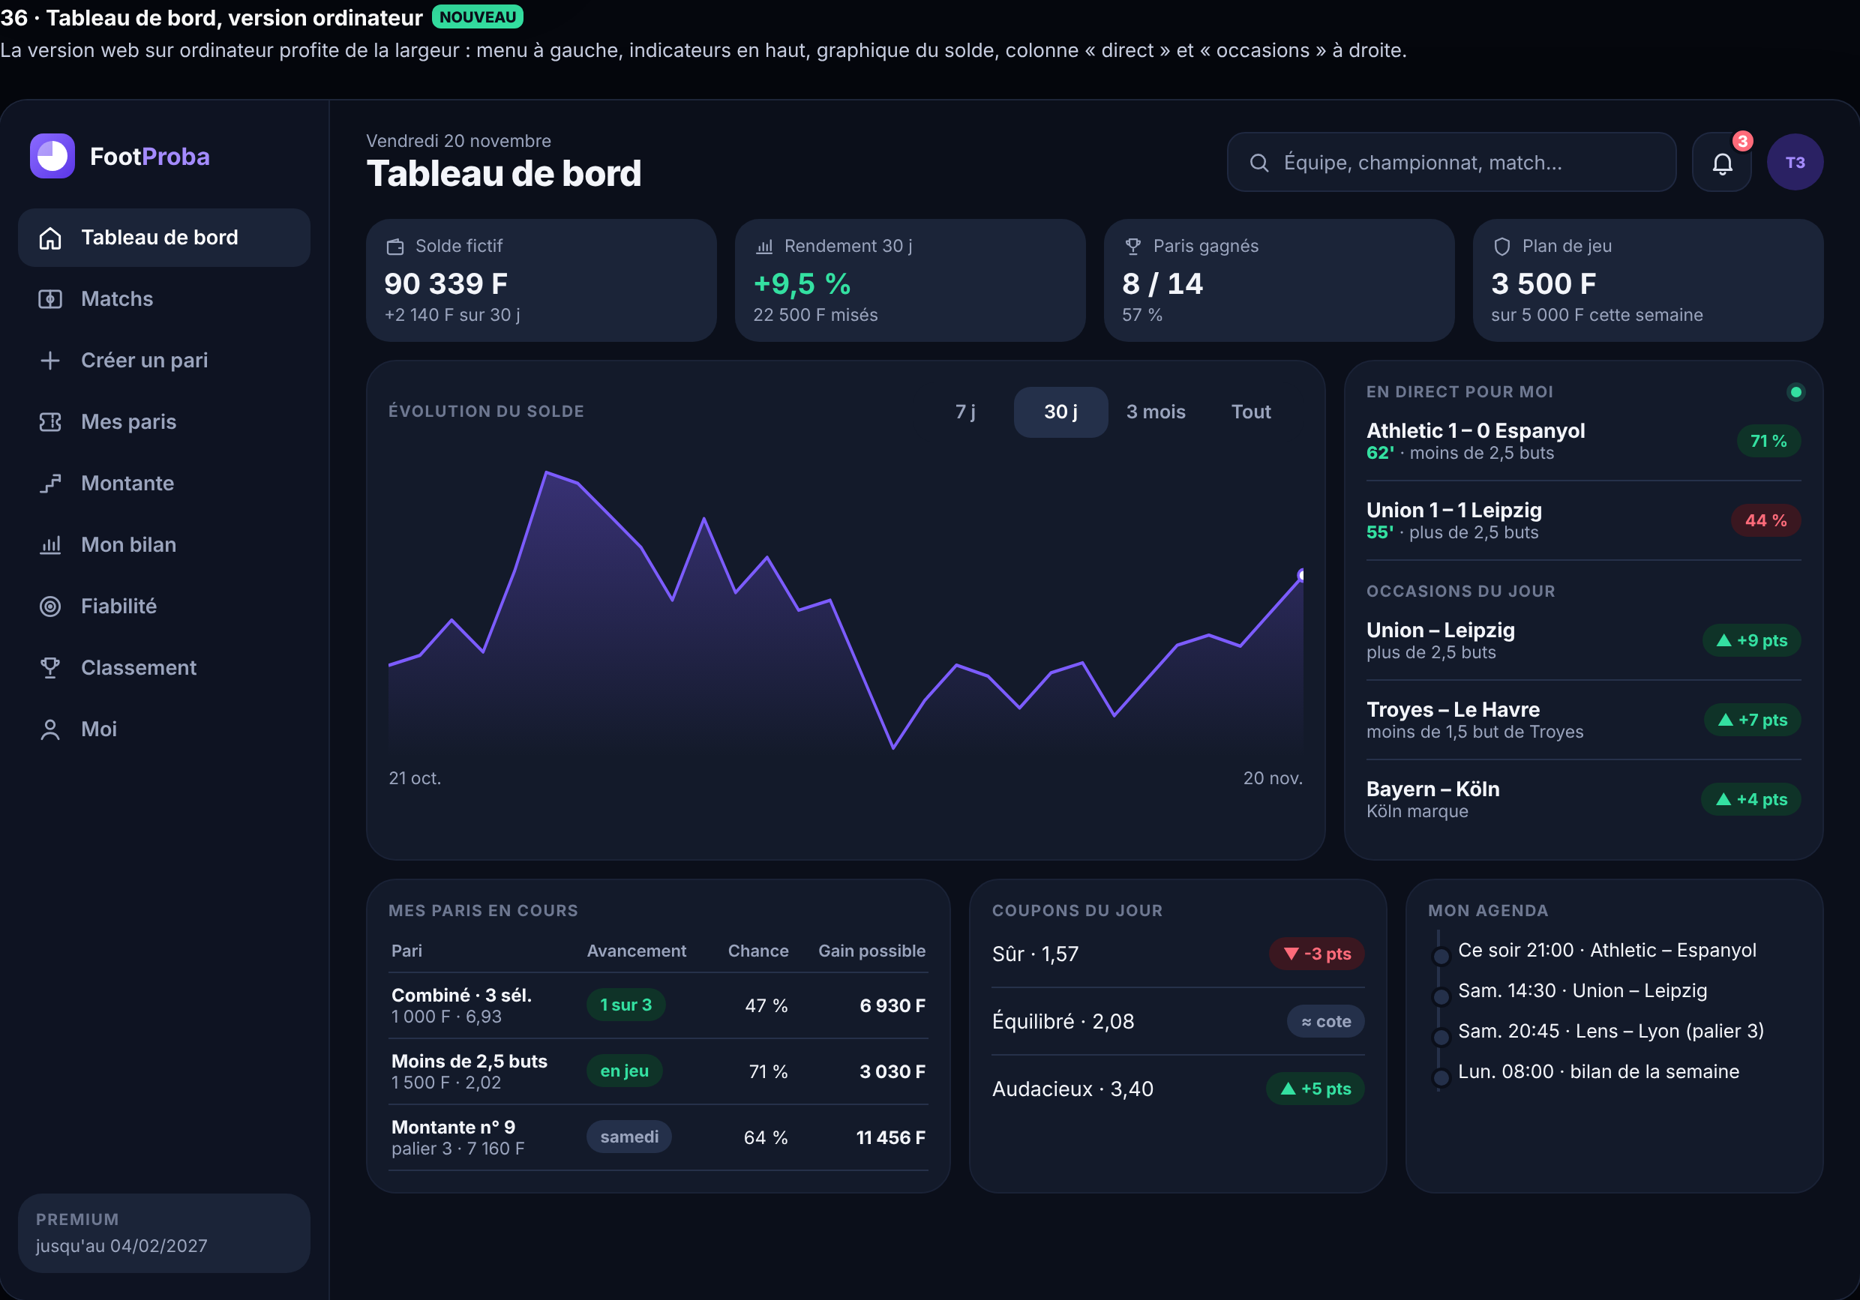 36 · Tableau de bord, version ordinateur NOUVEAU
La version web sur ordinateur profite de la largeur : menu à gauche, indicateurs en haut, graphique du solde, colonne « direct » et « occasions » à droite.
FootProba
Tableau de bord
Matchs
Créer un pari
Mes paris
Montante
Mon bilan
Fiabilité
Classement
Moi
PREMIUM
jusqu'au 04/02/2027
Vendredi 20 novembre
Tableau de bord
Équipe, championnat, match...
3
T3
Solde fictif
90 339 F
+2 140 F sur 30 j
Rendement 30 j
+9,5 %
22 500 F misés
Paris gagnés
8 / 14
57 %
Plan de jeu
3 500 F
sur 5 000 F cette semaine
ÉVOLUTION DU SOLDE
7 j 30 j 3 mois Tout
21 oct. 20 nov.
EN DIRECT POUR MOI
Athletic 1 – 0 Espanyol
62' · moins de 2,5 buts
71 %
Union 1 – 1 Leipzig
55' · plus de 2,5 buts
44 %
OCCASIONS DU JOUR
Union – Leipzig
plus de 2,5 buts
▲ +9 pts
Troyes – Le Havre
moins de 1,5 but de Troyes
▲ +7 pts
Bayern – Köln
Köln marque
▲ +4 pts
MES PARIS EN COURS
Pari Avancement Chance Gain possible
Combiné · 3 sél.
1 000 F · 6,93
1 sur 3 47 % 6 930 F
Moins de 2,5 buts
1 500 F · 2,02
en jeu 71 % 3 030 F
Montante n° 9
palier 3 · 7 160 F
samedi 64 % 11 456 F
COUPONS DU JOUR
Sûr · 1,57 ▼ -3 pts
Équilibré · 2,08 ≈ cote
Audacieux · 3,40 ▲ +5 pts
MON AGENDA
Ce soir 21:00 · Athletic – Espanyol
Sam. 14:30 · Union – Leipzig
Sam. 20:45 · Lens – Lyon (palier 3)
Lun. 08:00 · bilan de la semaine